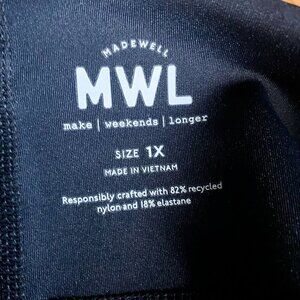 MADEWELL
MWL
make | weekends | longer
SIZE 1X
MADE IN VIETNAM
Responsibly crafted with 82% recycled
nylon and 18% elastane